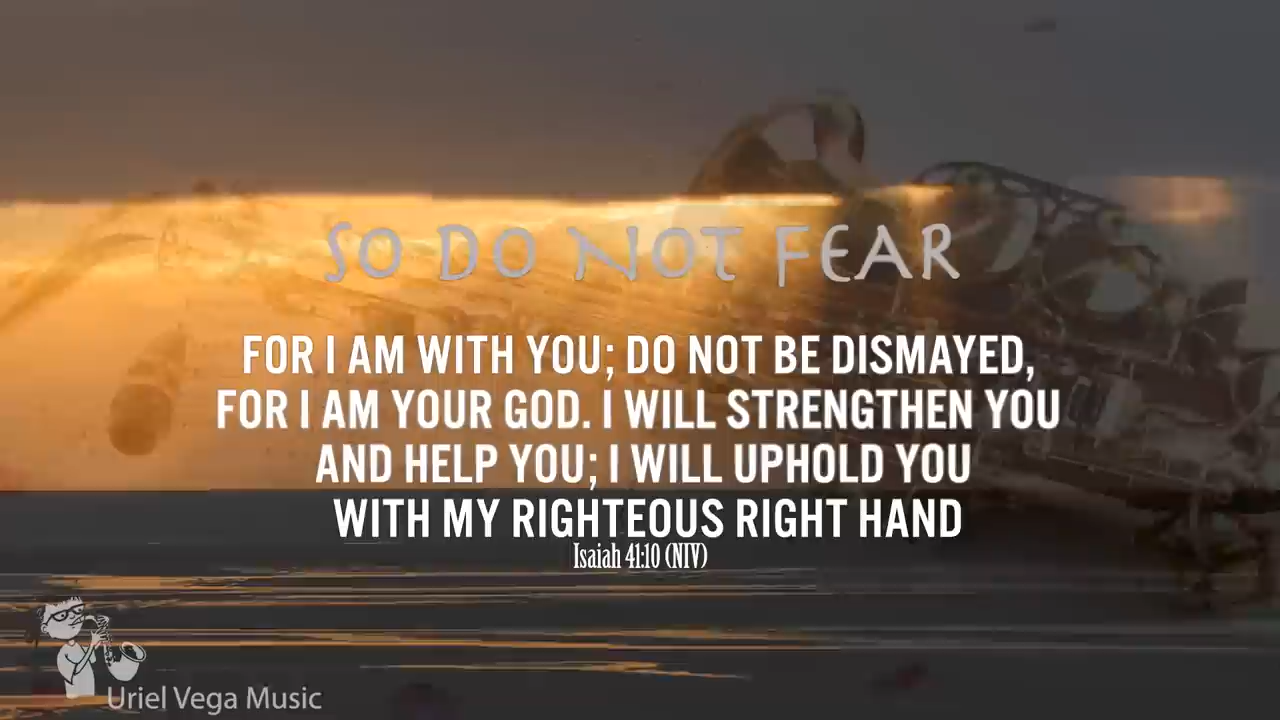 SO DO NOT FEAR
FOR I AM WITH YOU; DO NOT BE DISMAYED,
FOR I AM YOUR GOD. I WILL STRENGTHEN YOU
AND HELP YOU; I WILL UPHOLD YOU
WITH MY RIGHTEOUS RIGHT HAND
Isaiah 41:10 (NIV)
Uriel Vega Music